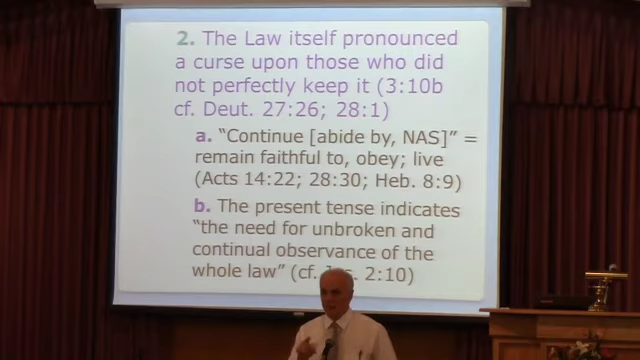 2. The Law itself pronounced
a curse upon those who did
not perfectly keep it (3:10b
cf. Deut. 27:26; 28:1)
a. “Continue [abide by, NAS]” =
remain faithful to, obey; live
(Acts 14:22; 28:30; Heb. 8:9)
b. The present tense indicates
“the need for unbroken and
continual observance of the
whole law” (cf. 2:10)